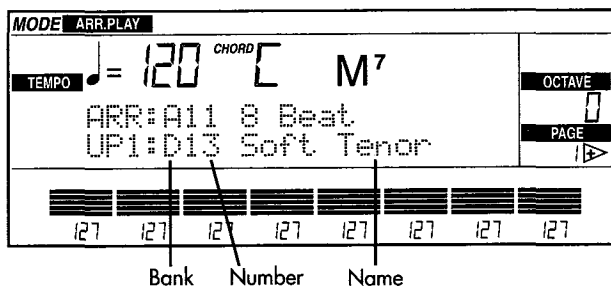 MODE ARR.PLAY
TEMPO ♩= 120 CHORD C M7
OCTAVE
0
ARR:A11 8 Beat
PAGE
UP1:D13 Soft Tenor
1+
127 127 127 127 127 127 127 127
Bank Number Name